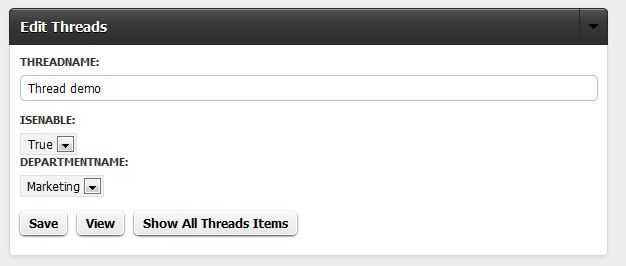 Edit Threads
THREADNAME:
Thread demo
ISENABLE:
True
DEPARTMENTNAME:
Marketing
Save View Show All Threads Items